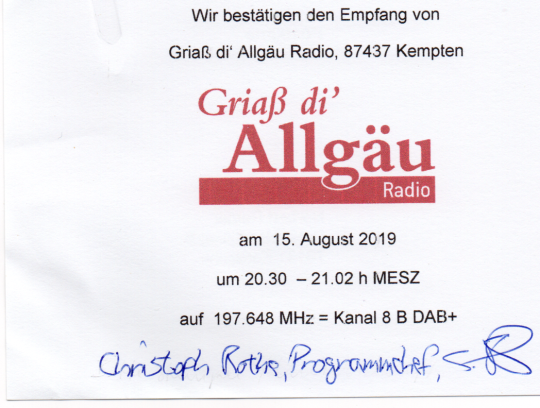 Wir bestätigen den Empfang von
Griaß di‘ Allgäu Radio, 87437 Kempten
Griaß di’
Allgäu
Radio
am 15. August 2019
um 20.30 – 21.02 h MESZ
auf 197.648 MHz = Kanal 8 B DAB+
Christoph Rothe, Programmchef,